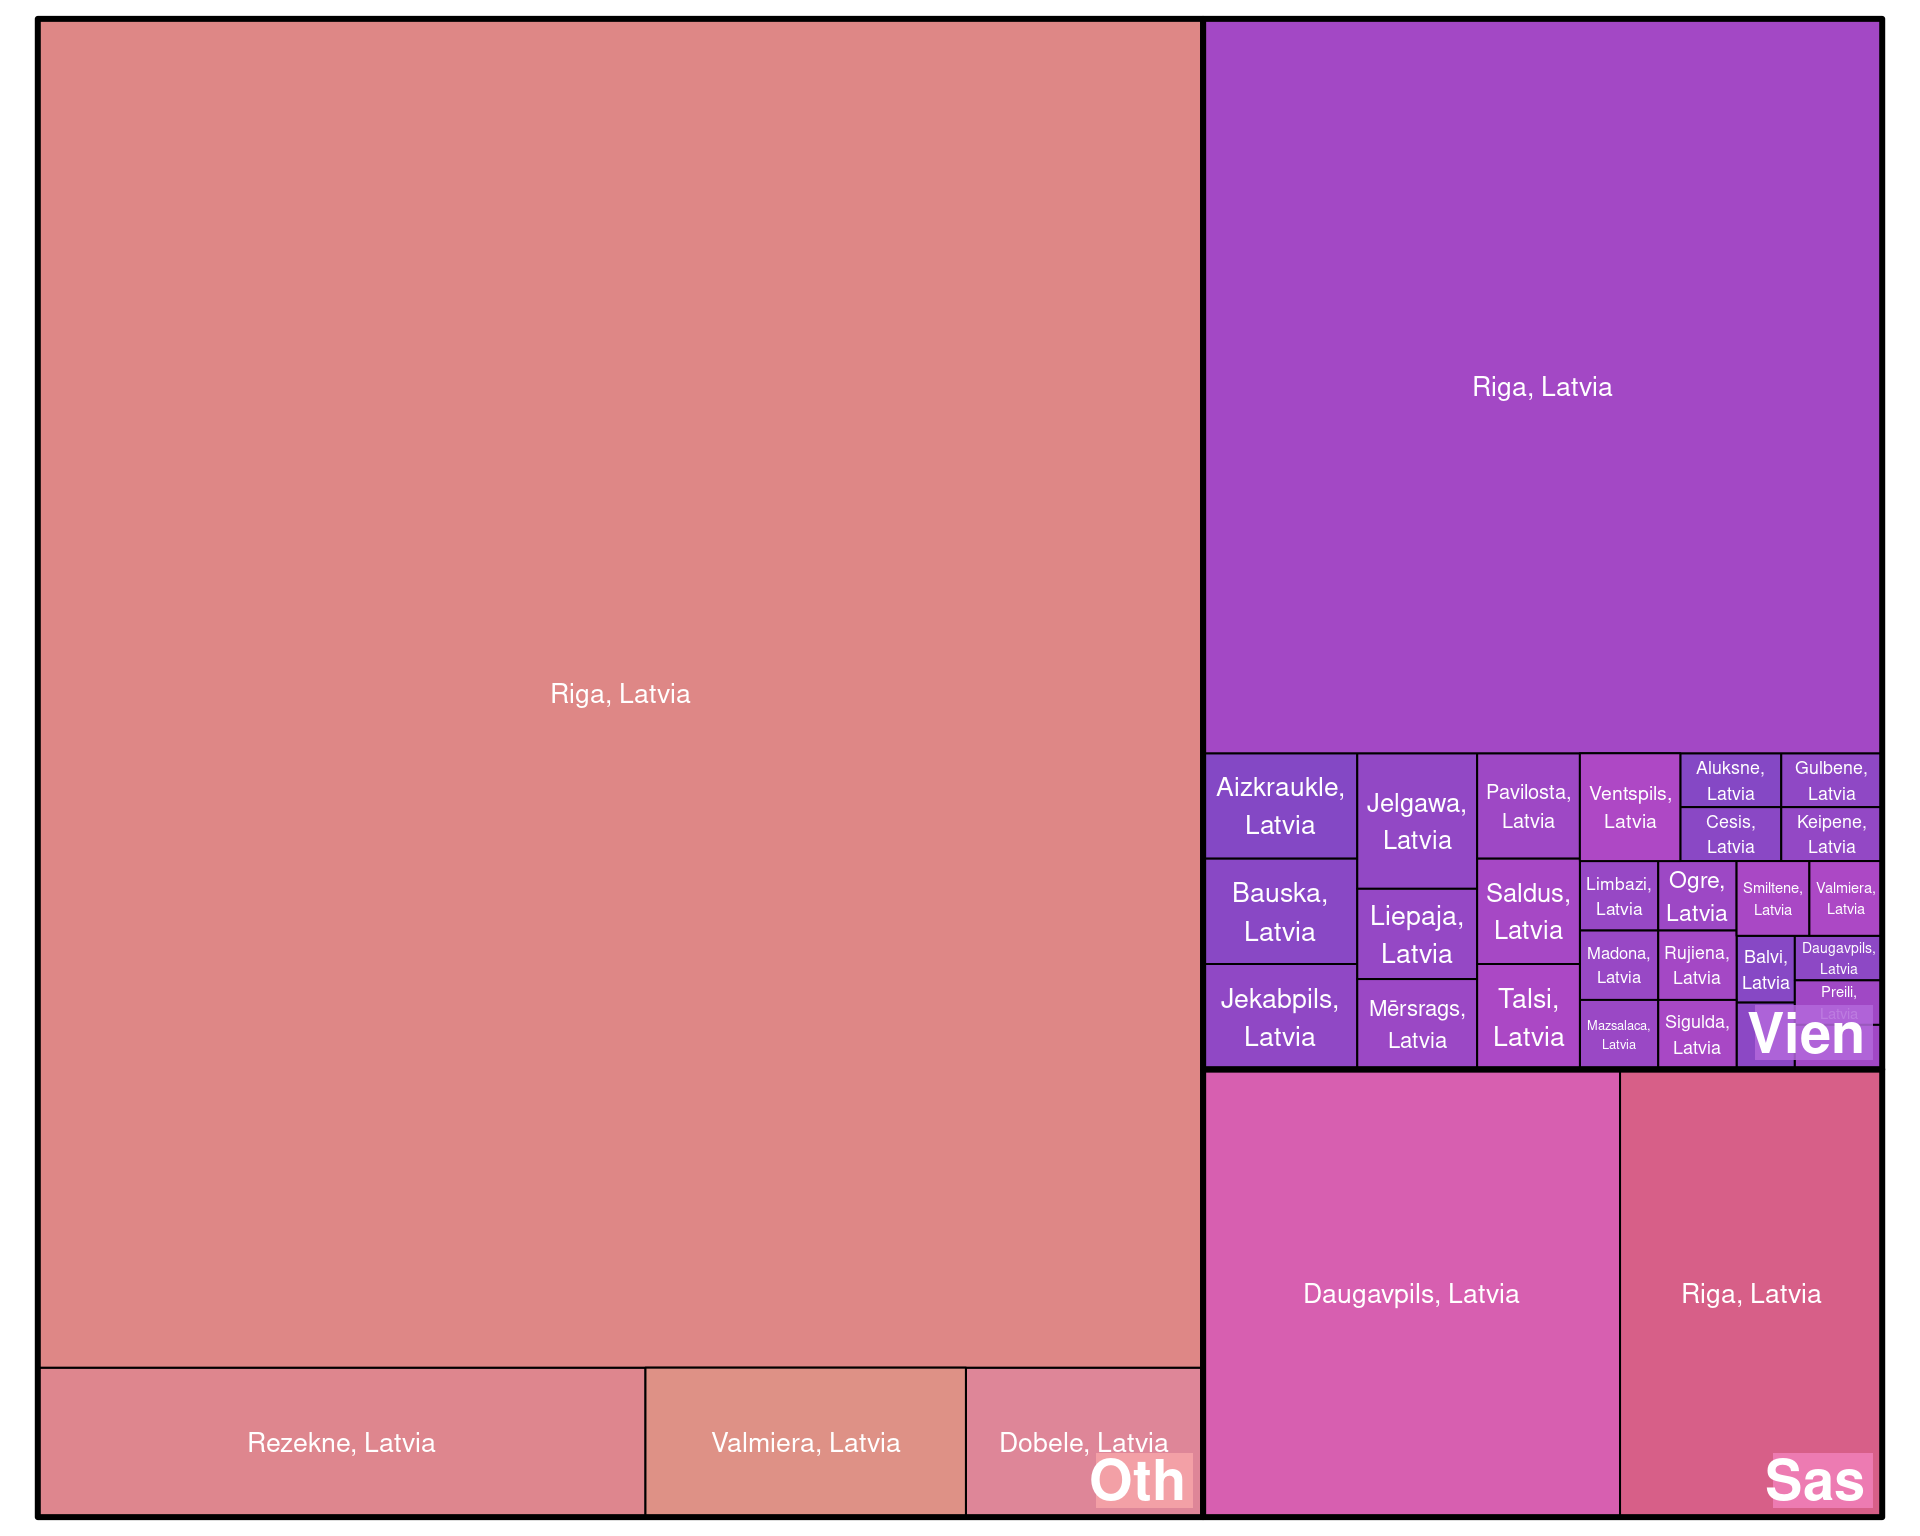 Riga, Latvia
Rezekne, Latvia
Valmiera, Latvia
Dobele, Latvia
Oth
Riga, Latvia
Aizkraukle,
Latvia
Bauska,
Latvia
Jekabpils,
Latvia
Jelgawa,
Latvia
Liepaja,
Latvia
Mērsrags,
Latvia
Pavilosta,
Latvia
Saldus,
Latvia
Talsi,
Latvia
Ventspils,
Latvia
Aluksne,
Latvia
Gulbene,
Latvia
Cesis,
Latvia
Keipene,
Latvia
Limbazi,
Latvia
Ogre,
Latvia
Smiltene,
Latvia
Valmiera,
Latvia
Madona,
Latvia
Rujiena,
Latvia
Balvi,
Latvia
Daugavpils,
Latvia
Preili,
Latvia
Mazsalaca,
Latvia
Sigulda,
Latvia
Vien
Daugavpils, Latvia
Riga, Latvia
Sas